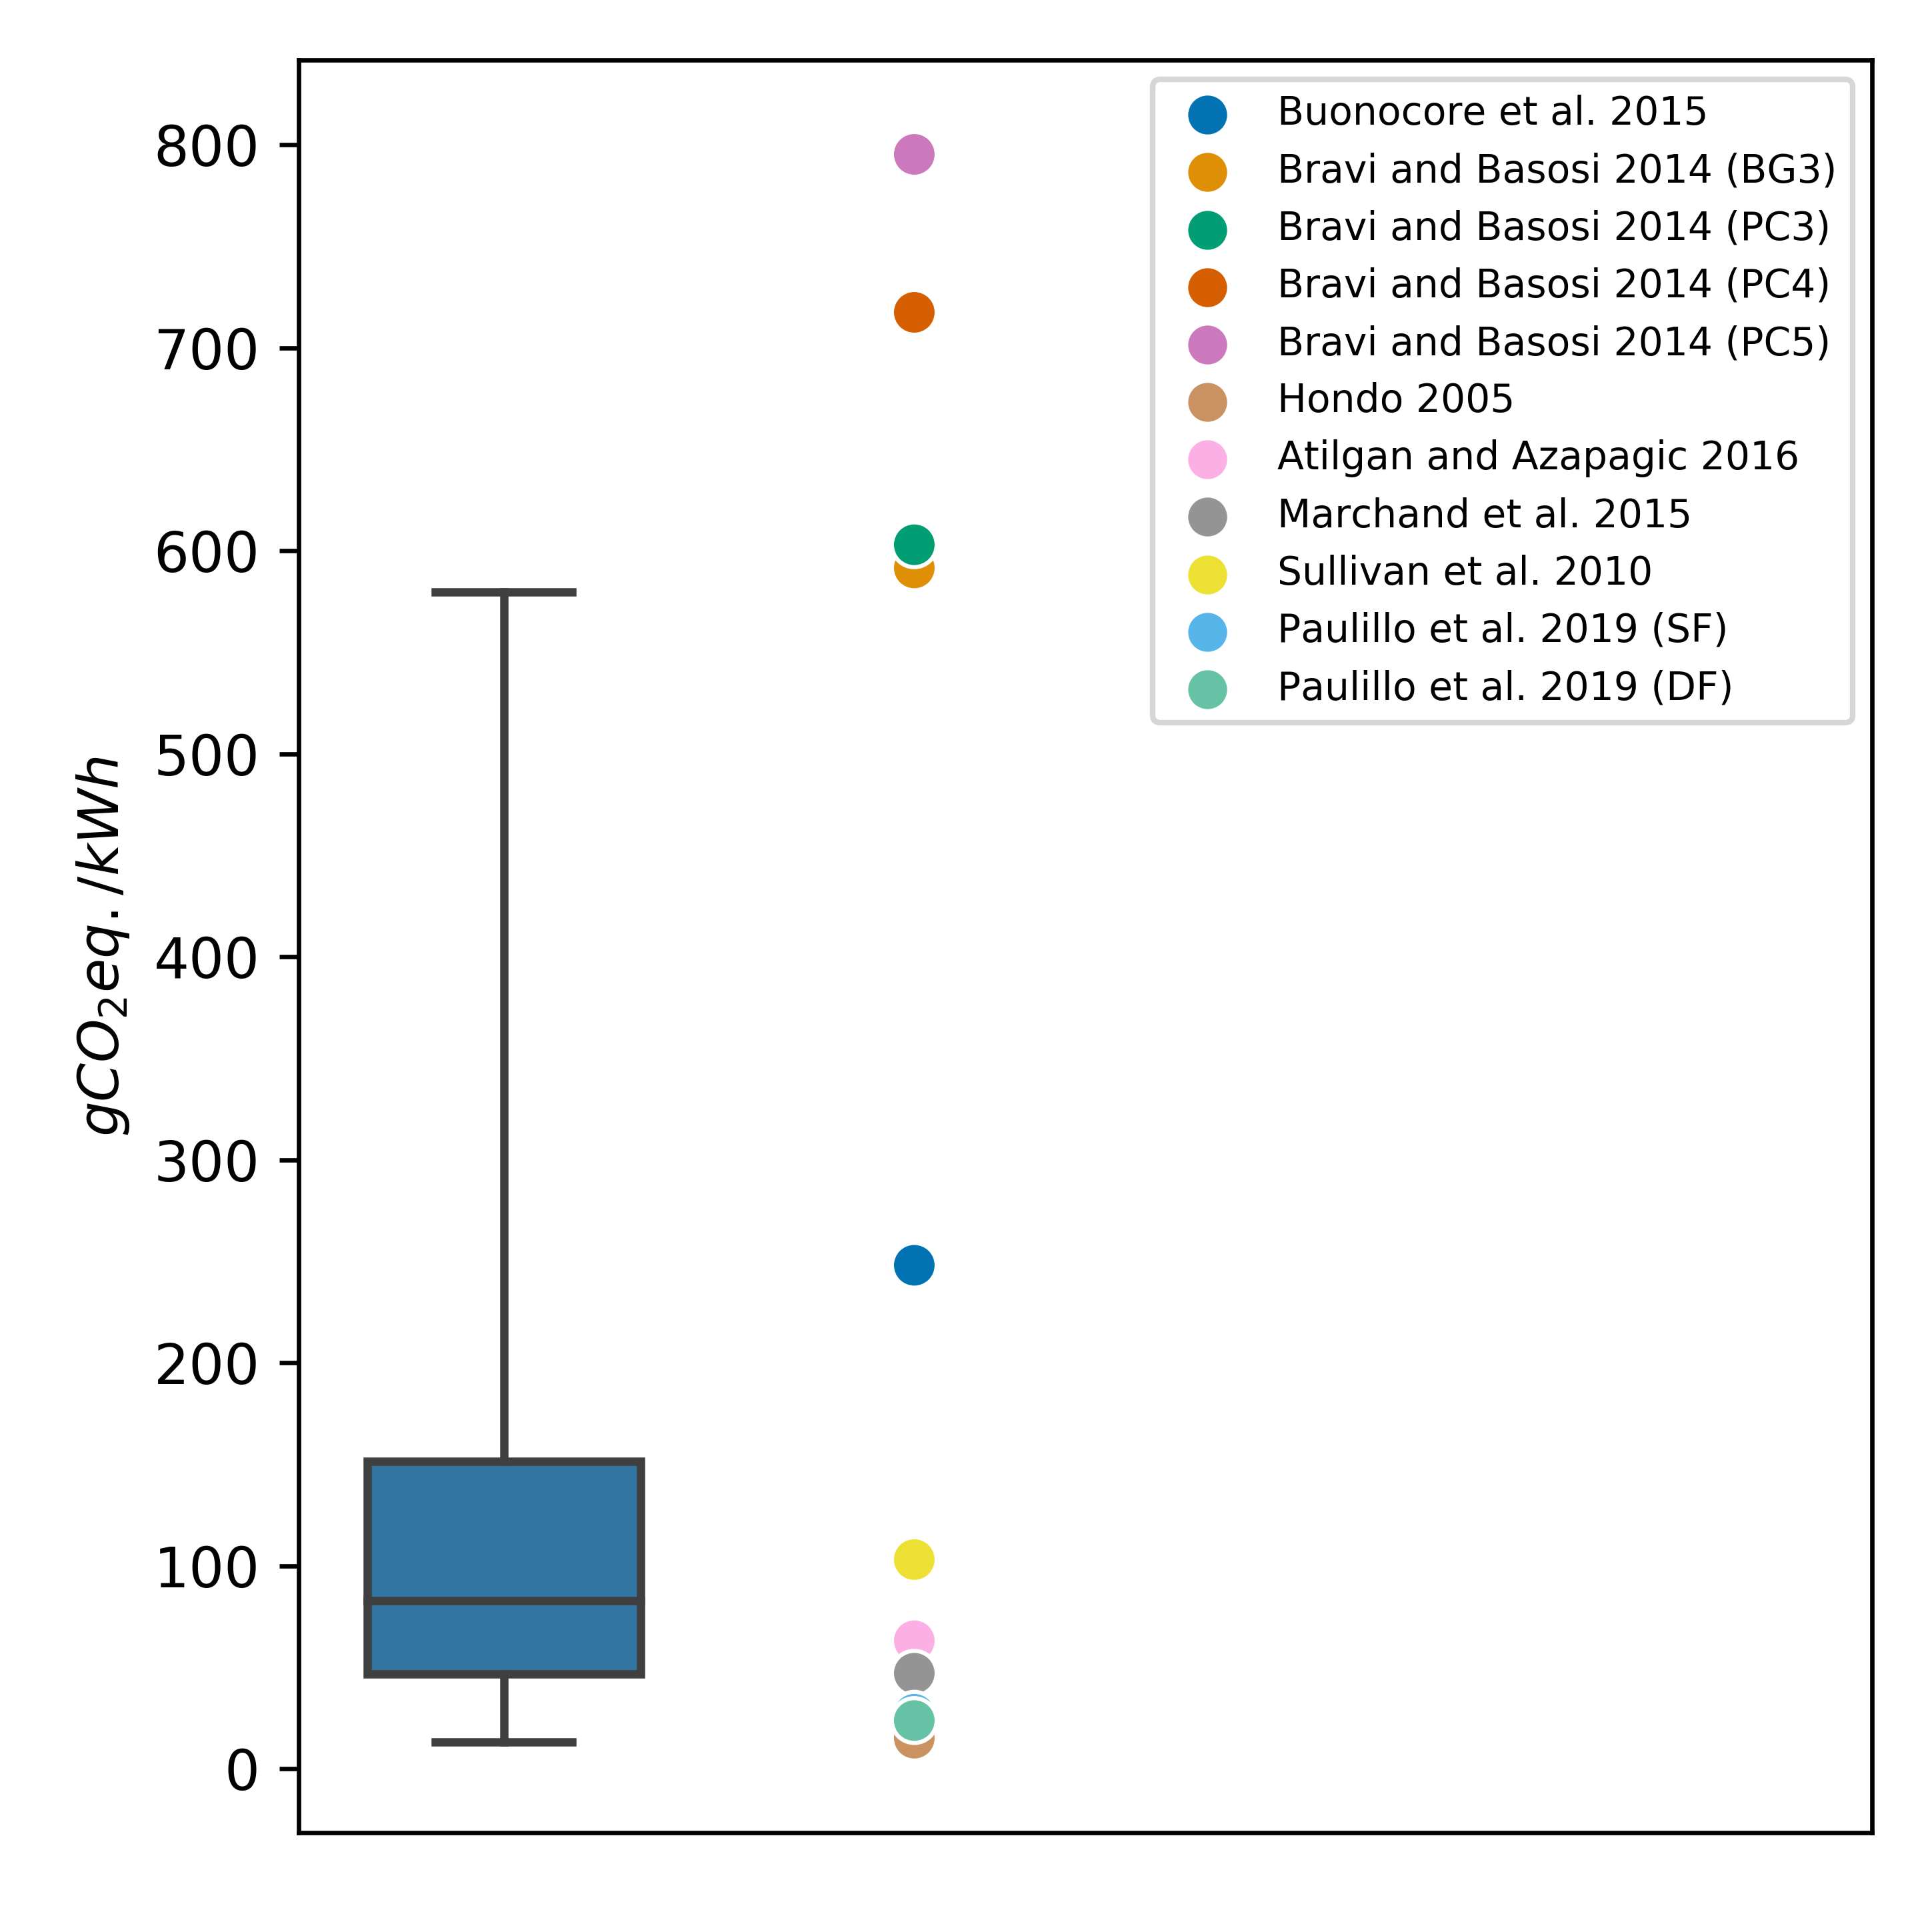 800
700
600
500
400
300
200
100
0
gCO₂eq./kWh
Buonocore et al. 2015
Bravi and Basosi 2014 (BG3)
Bravi and Basosi 2014 (PC3)
Bravi and Basosi 2014 (PC4)
Bravi and Basosi 2014 (PC5)
Hondo 2005
Atilgan and Azapagic 2016
Marchand et al. 2015
Sullivan et al. 2010
Paulillo et al. 2019 (SF)
Paulillo et al. 2019 (DF)